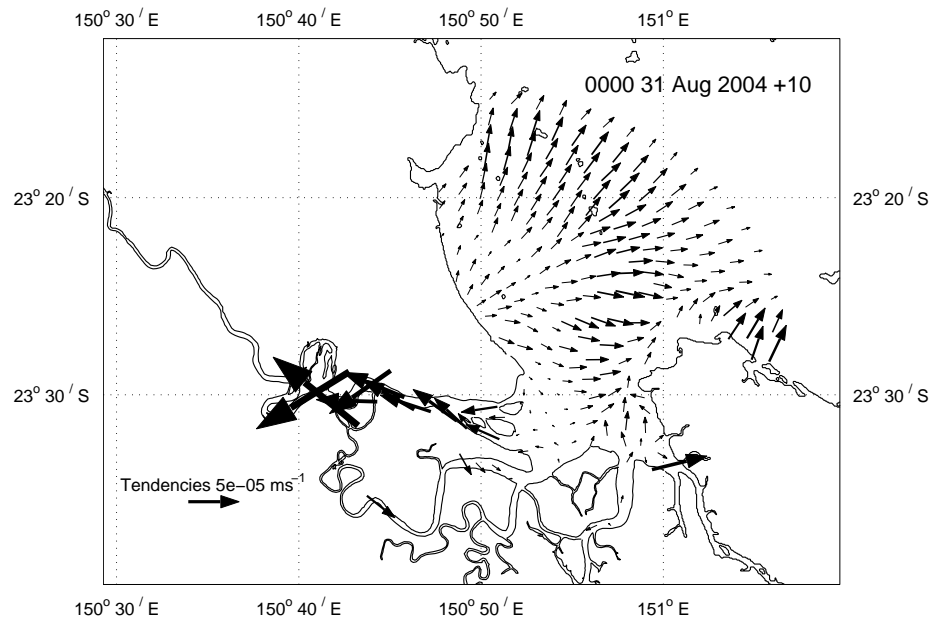 150° 30 ′ E 150° 40 ′ E 150° 50 ′ E 151° E
0000 31 Aug 2004 +10
23° 20 ′ S 23° 20 ′ S
23° 30 ′ S 23° 30 ′ S
Tendencies 5e−05 ms⁻¹
150° 30 ′ E 150° 40 ′ E 150° 50 ′ E 151° E